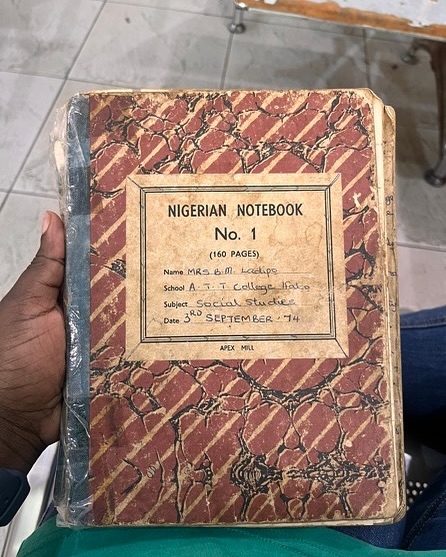 NIGERIAN NOTEBOOK
No. 1
(160 PAGES)
Name MRS B.M. Ladipo
School A.T.T. College Ilaro
Subject Social Studies
Date 3RD SEPTEMBER '74
APEX MILL